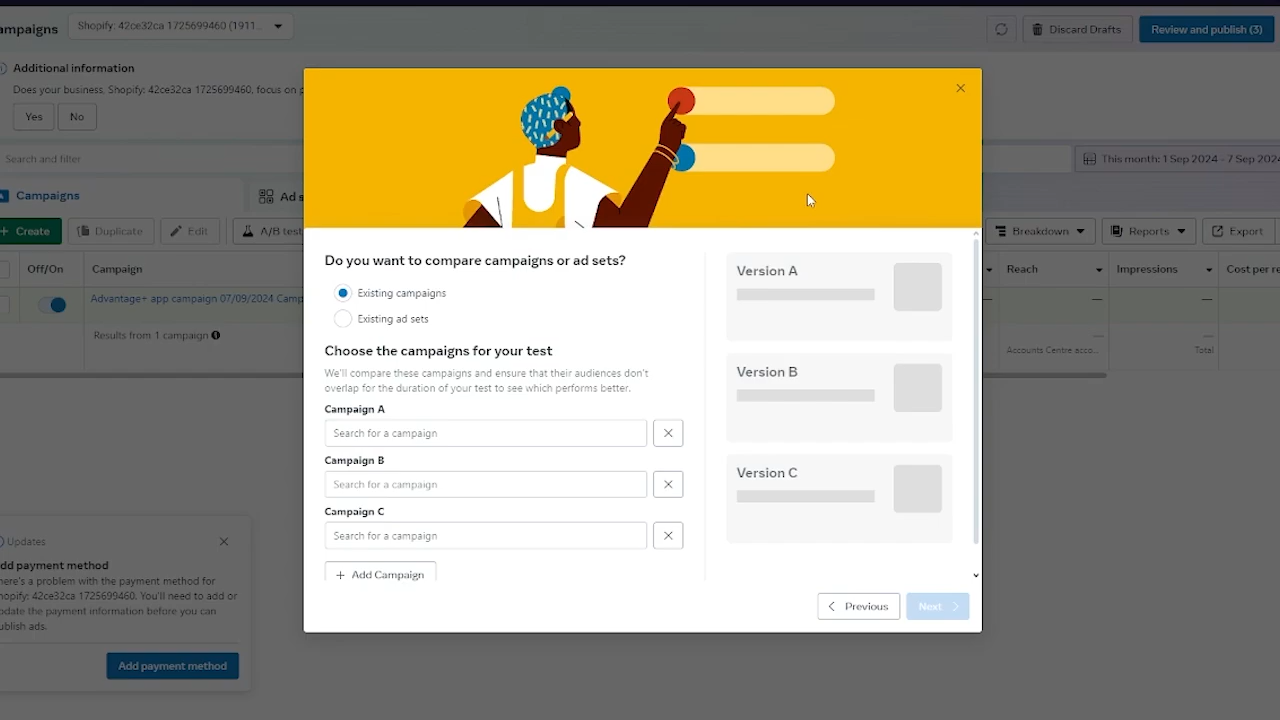 ampaigns
Shopify: 42ce32ca 1725699460 (1911...
Discard Drafts
Review and publish (3)
Additional information
Does your business, Shopify: 42ce32ca 1725699460, focus on p
Yes
No
Search and filter
This month: 1 Sep 2024 - 7 Sep 2024
Campaigns
Ad s
+ Create
Duplicate
Edit
A/B test
Breakdown
Reports
Export
Off/On
Campaign
Reach
Impressions
Cost per re
Advantage+ app campaign 07/09/2024 Camp
Results from 1 campaign
Accounts Centre acco...
Total
Do you want to compare campaigns or ad sets?
Existing campaigns
Existing ad sets
Choose the campaigns for your test
We'll compare these campaigns and ensure that their audiences don't
overlap for the duration of your test to see which performs better.
Campaign A
Search for a campaign
Campaign B
Search for a campaign
Campaign C
Search for a campaign
+ Add Campaign
Version A
Version B
Version C
Previous
Next
Updates
dd payment method
here's a problem with the payment method for
hopify: 42ce32ca 1725699460. You'll need to add or
pdate the payment information before you can
ublish ads.
Add payment method